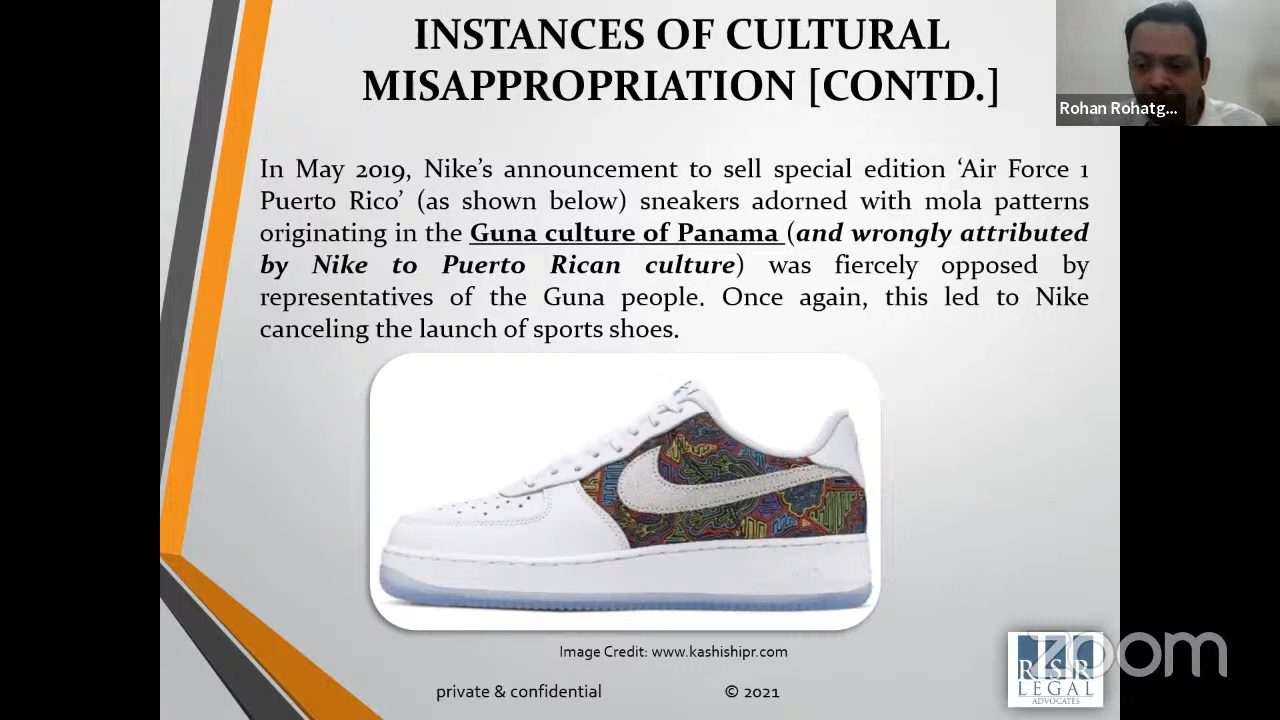 INSTANCES OF CULTURAL
MISAPPROPRIATION [CONTD.]
Rohan Rohatg...
In May 2019, Nike's announcement to sell special edition 'Air Force 1
Puerto Rico' (as shown below) sneakers adorned with mola patterns
originating in the Guna culture of Panama (and wrongly attributed
by Nike to Puerto Rican culture) was fiercely opposed by
representatives of the Guna people. Once again, this led to Nike
canceling the launch of sports shoes.
Image Credit: www.kashishipr.com
private & confidential © 2021
zoom
RSR
LEGAL
ADVOCATES